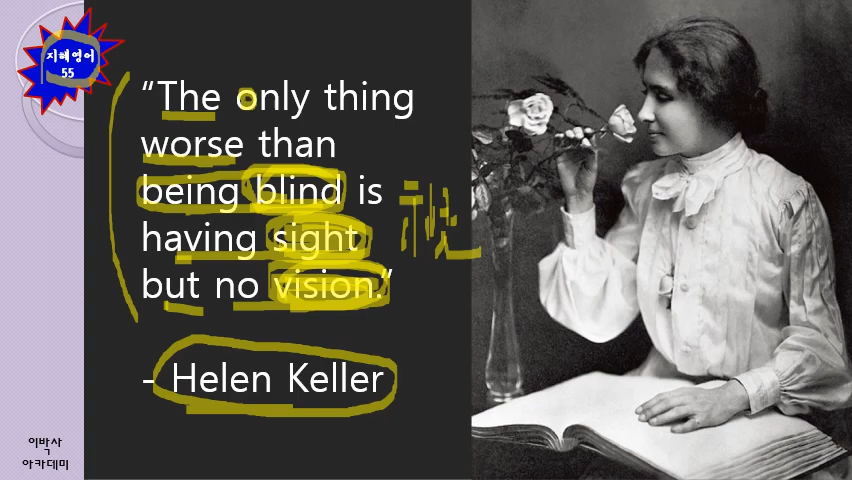 지혜영어
55
“The only thing
worse than
being blind is
having sight
but no vision.”
- Helen Keller
이박사
아카데미